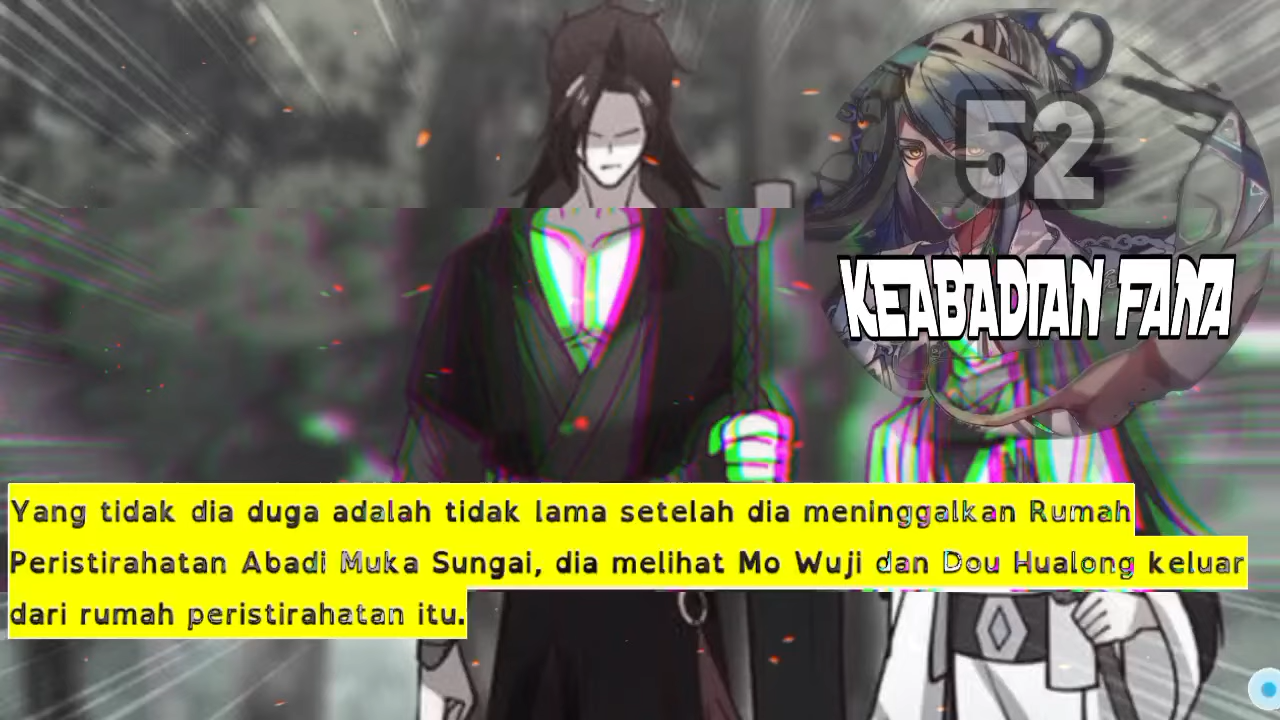 52
KEABADIAN FANA
Yang tidak dia duga adalah tidak lama setelah dia meninggalkan Rumah
Peristirahatan Abadi Muka Sungai, dia melihat Mo Wuji dan Dou Hualong keluar
dari rumah peristirahatan itu.